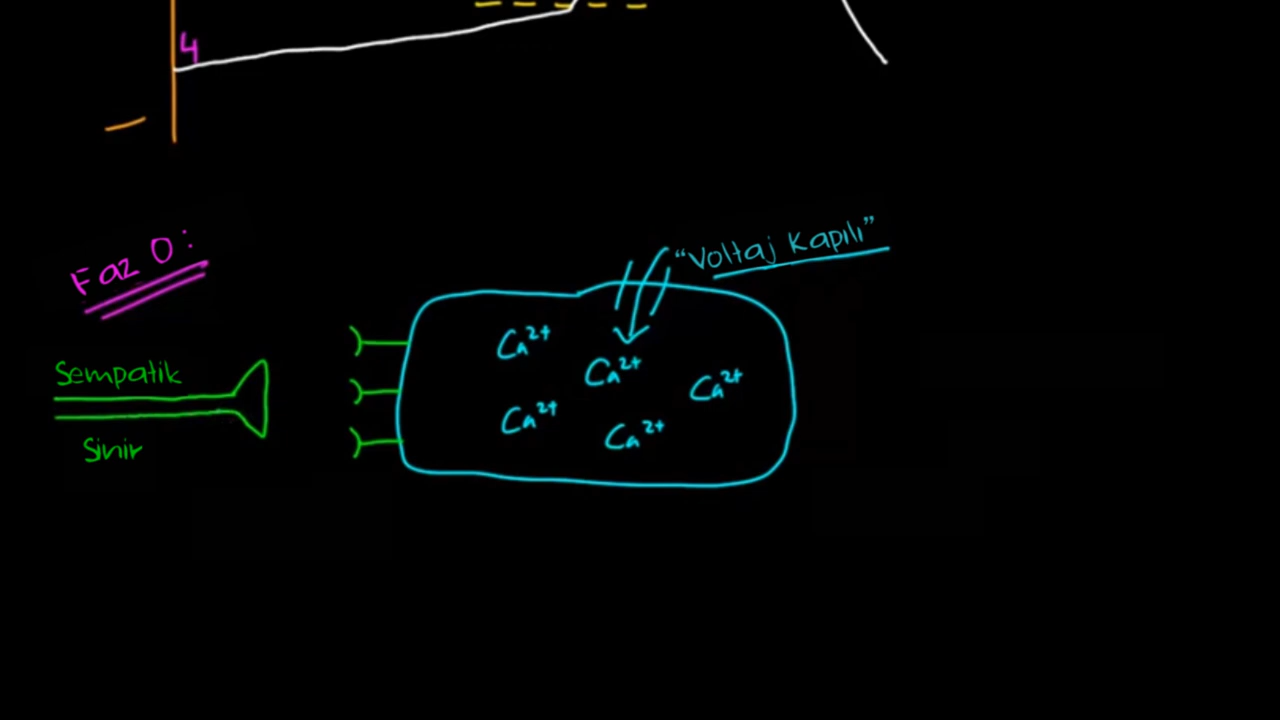 4
Faz 0:
"Voltaj Kapılı"
Sempatik
Sinir
Ca²⁺
Ca²⁺
Ca²⁺
Ca²⁺
Ca²⁺